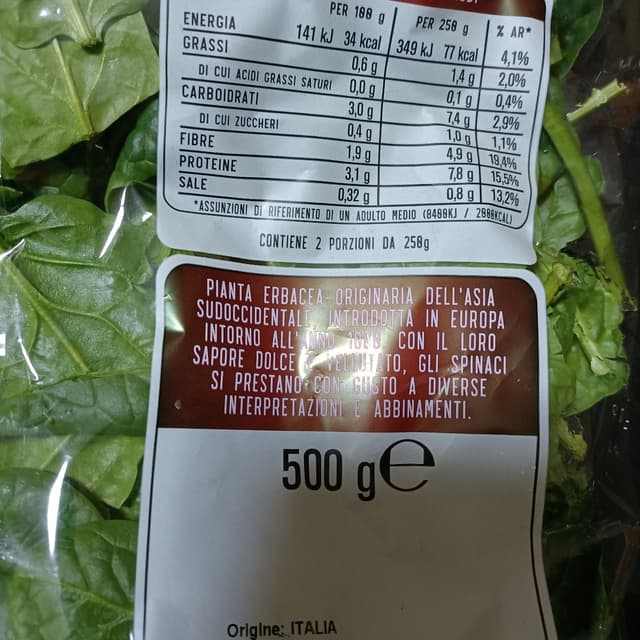 PER 100 g PER 250 g % AR*
ENERGIA 141 kJ 34 kcal 349 kJ 77 kcal 4,1%
GRASSI 0,6 g 1,4 g 2,0%
DI CUI ACIDI GRASSI SATURI 0,0 g 0,1 g 0,4%
CARBOIDRATI 3,0 g 7,4 g 2,9%
DI CUI ZUCCHERI 0,4 g 1,0 g 1,1%
FIBRE 1,9 g 4,9 g 19,4%
PROTEINE 3,1 g 7,8 g 15,5%
SALE 0,32 g 0,8 g 13,2%
*ASSUNZIONI DI RIFERIMENTO DI UN ADULTO MEDIO (8400KJ / 2000KCAL)
CONTIENE 2 PORZIONI DA 250g
PIANTA ERBACEA ORIGINARIA DELL'ASIA
SUDOCCIDENTALE INTRODOTTA IN EUROPA
INTORNO ALL'ANNO CON IL LORO
SAPORE DOLCE E VELLUTATO, GLI SPINACI
SI PRESTANO CON GUSTO A DIVERSE
INTERPRETAZIONI E ABBINAMENTI.
500 g e
Origine: ITALIA